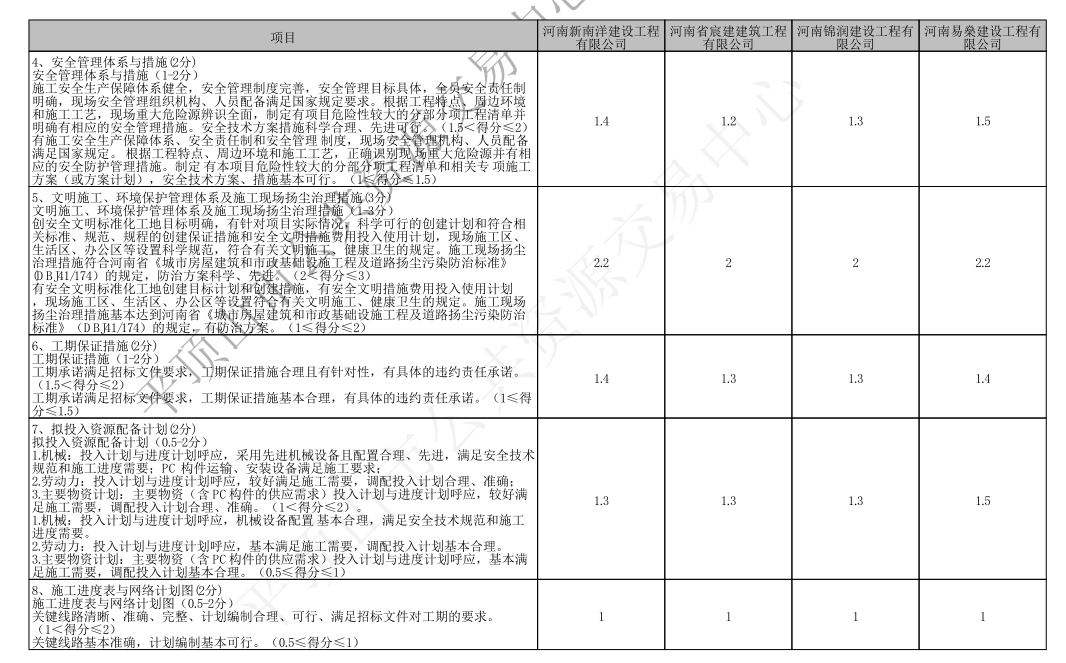 项目
河南新南洋建设工程有限公司
河南省宸建建筑工程有限公司
河南锦润建设工程有限公司
河南易燊建设工程有限公司
4、安全管理体系与措施(2分)
安全管理体系与措施（1-2分）
施工安全生产保障体系健全，安全管理制度完善，安全管理目标具体，全员安全责任制
明确，现场安全管理组织机构、人员配备满足国家规定要求。根据工程特点、周边环境
和施工工艺，现场重大危险源辨识全面，制定有项目危险性较大的分部分项工程清单并
明确有相应的安全管理措施。安全技术方案措施科学合理、先进可行。（1.5＜得分≤2）
有施工安全生产保障体系、安全责任制和安全管理 制度，现场安全管理机构、人员配备
满足国家规定。 根据工程特点、周边环境和施工工艺，正确识别现场重大危险源并有相
应的安全防护管理措施。制定 有本项目危险性较大的分部分项工程清单和相关专 项施工
方案（或方案计划），安全技术方案、措施基本可行。（1≤得分≤1.5）
1.4
1.2
1.3
1.5
5、文明施工、环境保护管理体系及施工现场扬尘治理措施(3分)
文明施工、环境保护管理体系及施工现场扬尘治理措施（1-3分）
创安全文明标准化工地目标明确，有针对项目实际情况，科学可行的创建计划和符合相
关标准、规范、规程的创建保证措施和安全文明措施费用投入使用计划，现场施工区、
生活区、办公区等设置科学规范，符合有关文明施工、健康卫生的规定。施工现场扬尘
治理措施符合河南省《城市房屋建筑和市政基础设施工程及道路扬尘污染防治标准》
（DBJ41/174）的规定，防治方案科学、先进。（2＜得分≤3）
有安全文明标准化工地创建目标计划和创建措施，有安全文明措施费用投入使用计划
，现场施工区、生活区、办公区等设置符合有关文明施工、健康卫生的规定。施工现场
扬尘治理措施基本达到河南省《城市房屋建筑和市政基础设施工程及道路扬尘污染防治
标准》（DBJ41/174）的规定，有防治方案。（1≤得分≤2）
2.2
2
2
2.2
6、工期保证措施(2分)
工期保证措施（1-2分）
工期承诺满足招标文件要求，工期保证措施合理且有针对性，有具体的违约责任承诺。
（1.5＜得分≤2）
工期承诺满足招标文件要求，工期保证措施基本合理，有具体的违约责任承诺。（1≤得
分≤1.5）
1.4
1.3
1.3
1.4
7、拟投入资源配备计划(2分)
拟投入资源配备计划（0.5-2分）
1.机械：投入计划与进度计划呼应，采用先进机械设备且配置合理、先进，满足安全技术
规范和施工进度需要；PC 构件运输、安装设备满足施工要求；
2.劳动力：投入计划与进度计划呼应，较好满足施工需要，调配投入计划合理、准确；
3.主要物资计划：主要物资（含 PC 构件的供应需求）投入计划与进度计划呼应，较好满
足施工需要，调配投入计划合理、准确。（1＜得分≤2）。
1.机械：投入计划与进度计划呼应，机械设备配置 基本合理，满足安全技术规范和施工
进度需要。
2.劳动力：投入计划与进度计划呼应，基本满足施工需要，调配投入计划基本合理。
3.主要物资计划：主要物资（含 PC 构件的供应需求）投入计划与进度计划呼应，基本满
足施工需要，调配投入计划基本合理。（0.5≤得分≤1）
1.3
1.3
1.3
1.5
8、施工进度表与网络计划图(2分)
施工进度表与网络计划图（0.5-2分）
关键线路清晰、准确、完整、计划编制合理、可行、满足招标文件对工期的要求。
（1＜得分≤2）
关键线路基本准确，计划编制基本可行。（0.5≤得分≤1）
1
1
1
1
平顶山市公共资源交易中心
平顶山市公共资源交易中心